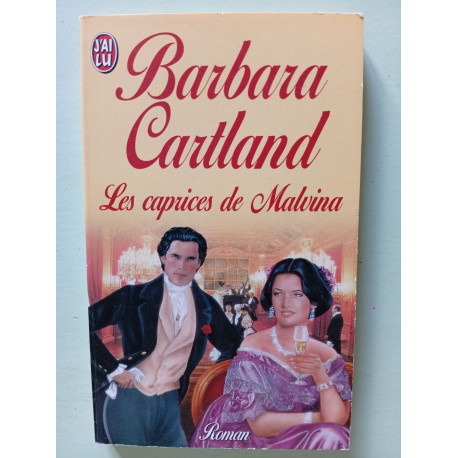 J'AI
LU
Barbara
Cartland
Les caprices de Malvina
Roman